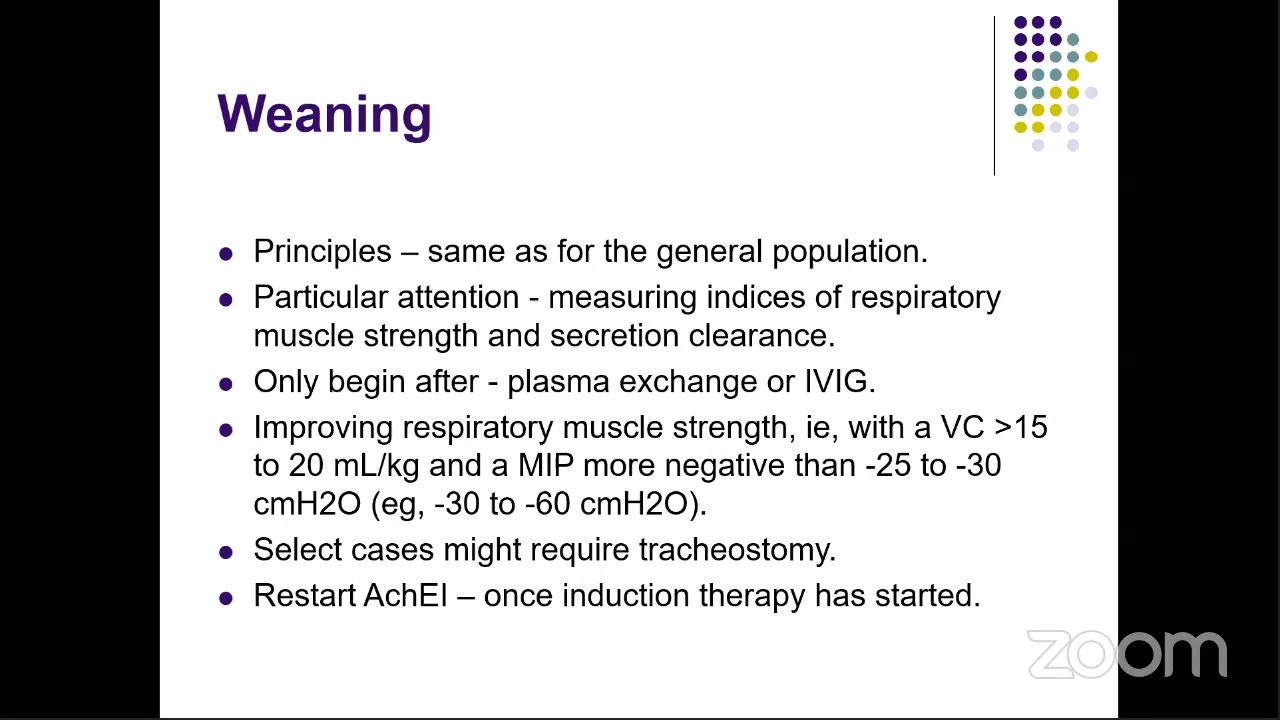 Weaning
Principles – same as for the general population.
Particular attention - measuring indices of respiratory
muscle strength and secretion clearance.
Only begin after - plasma exchange or IVIG.
Improving respiratory muscle strength, ie, with a VC >15
to 20 mL/kg and a MIP more negative than -25 to -30
cmH2O (eg, -30 to -60 cmH2O).
Select cases might require tracheostomy.
Restart AchEI – once induction therapy has started.
zoom